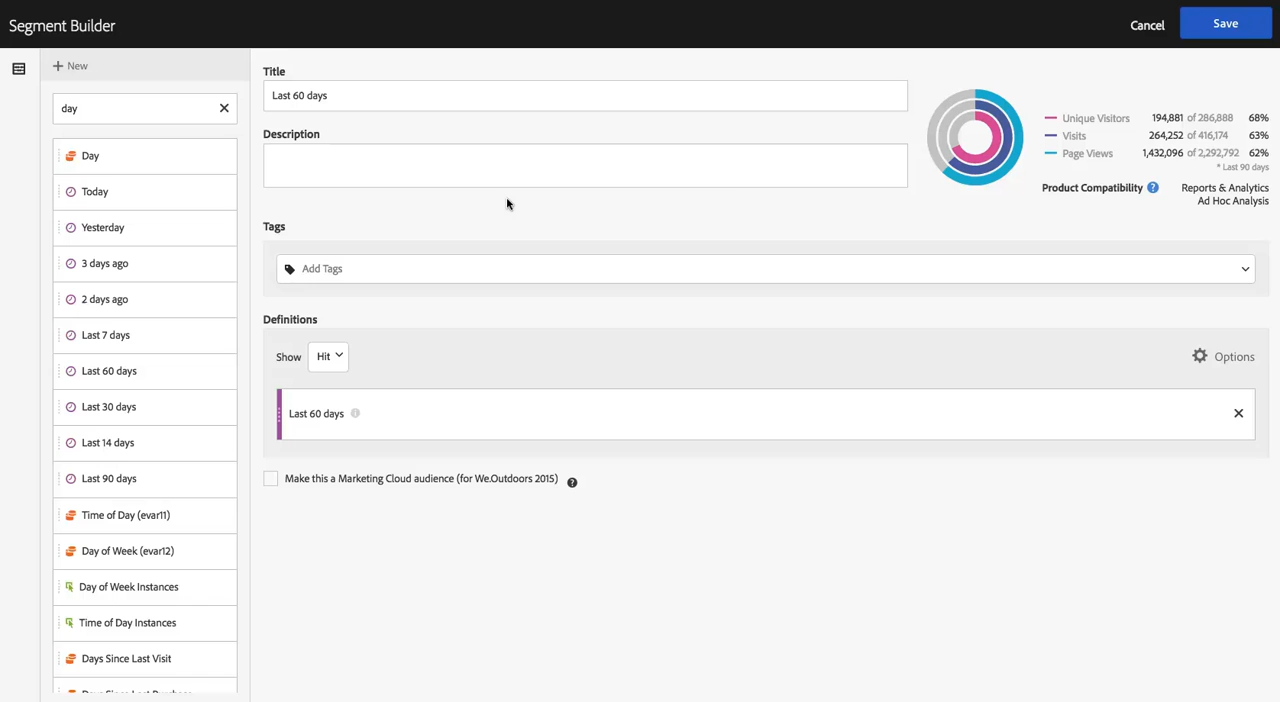 Segment Builder
Cancel
Save
New
day
Day
Today
Yesterday
3 days ago
2 days ago
Last 7 days
Last 60 days
Last 30 days
Last 14 days
Last 90 days
Time of Day (evar11)
Day of Week (evar12)
Day of Week Instances
Time of Day Instances
Days Since Last Visit
Days Since Last Purchase
Title
Last 60 days
Description
Unique Visitors 194,881 of 286,888 68%
Visits 264,252 of 416,174 63%
Page Views 1,432,096 of 2,292,792 62%
* Last 90 days
Product Compatibility ? Reports & Analytics
Ad Hoc Analysis
Tags
Add Tags
Definitions
Show Hit
Options
Last 60 days
Make this a Marketing Cloud audience (for We.Outdoors 2015) ?